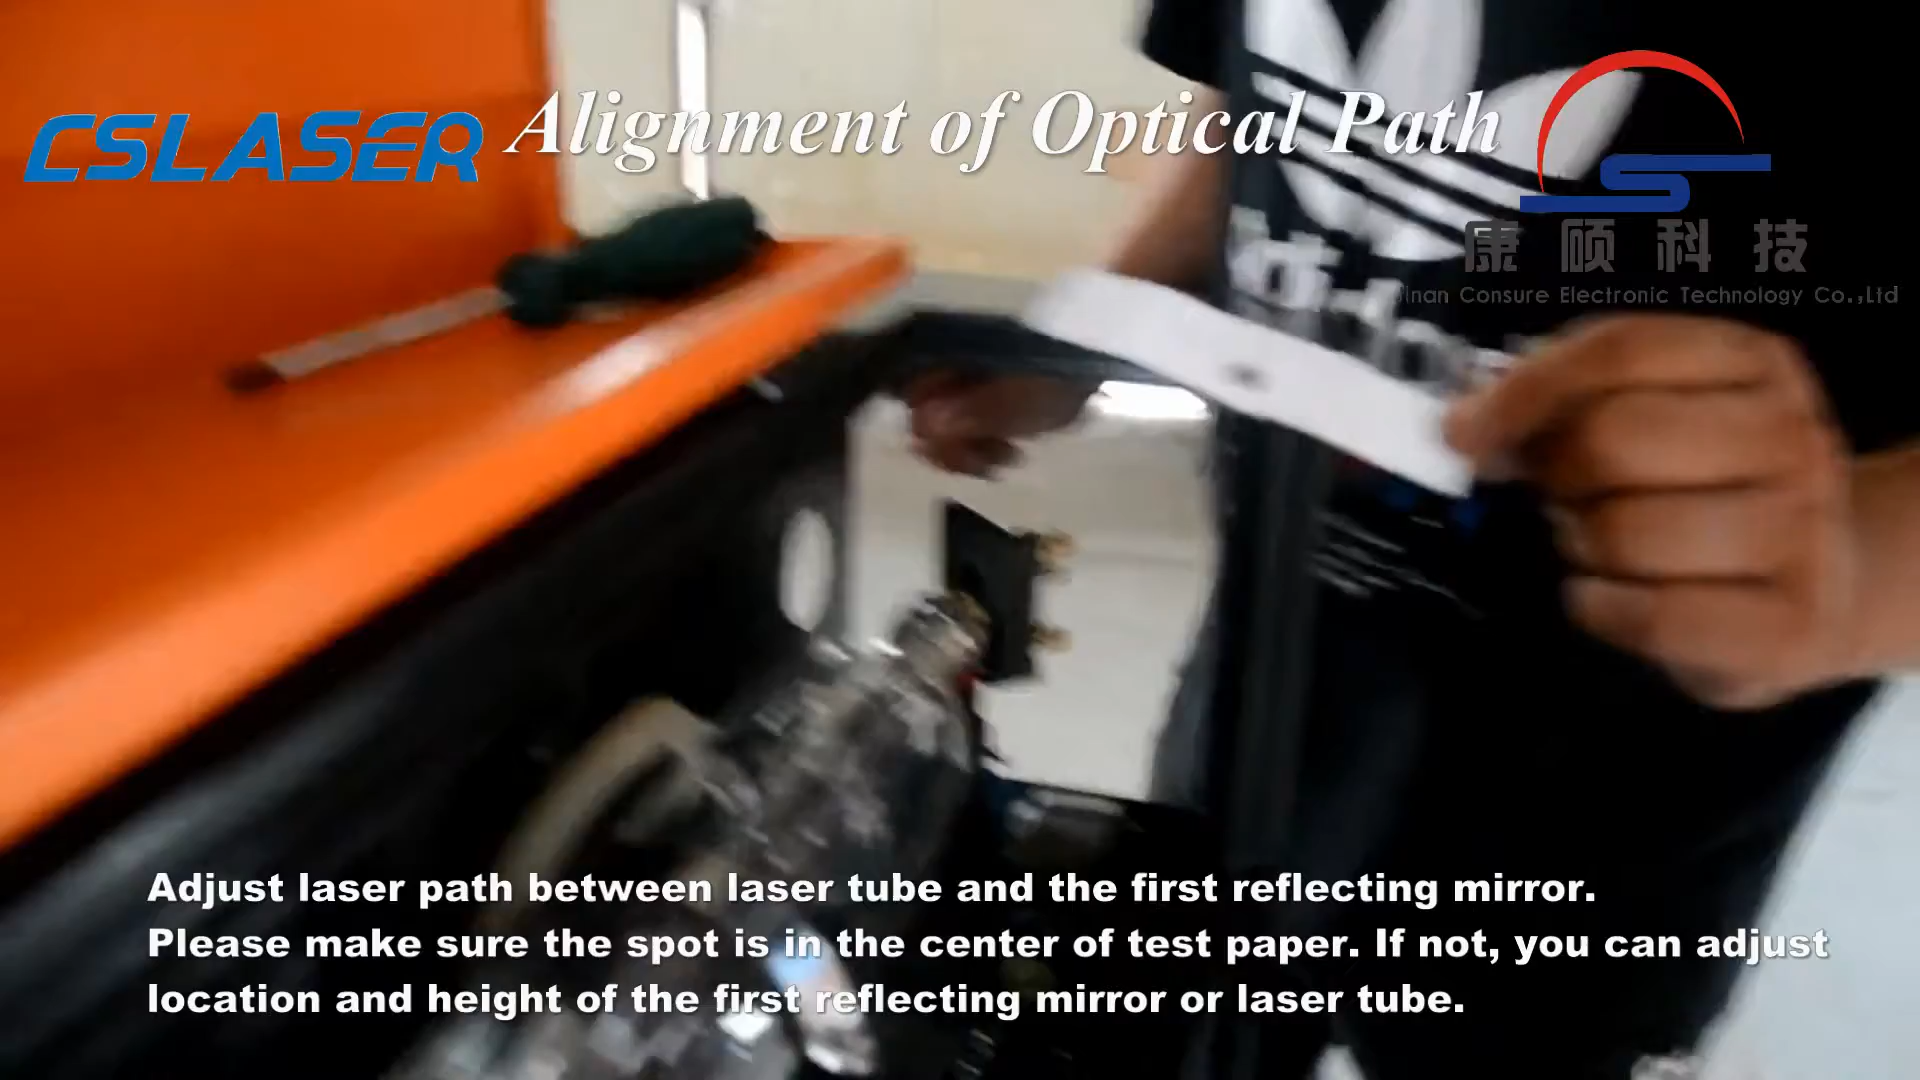 CSLASER
Alignment of Optical Path
康硕科技
Jinan Consure Electronic Technology Co.,Ltd
Adjust laser path between laser tube and the first reflecting mirror.
Please make sure the spot is in the center of test paper. If not, you can adjust
location and height of the first reflecting mirror or laser tube.